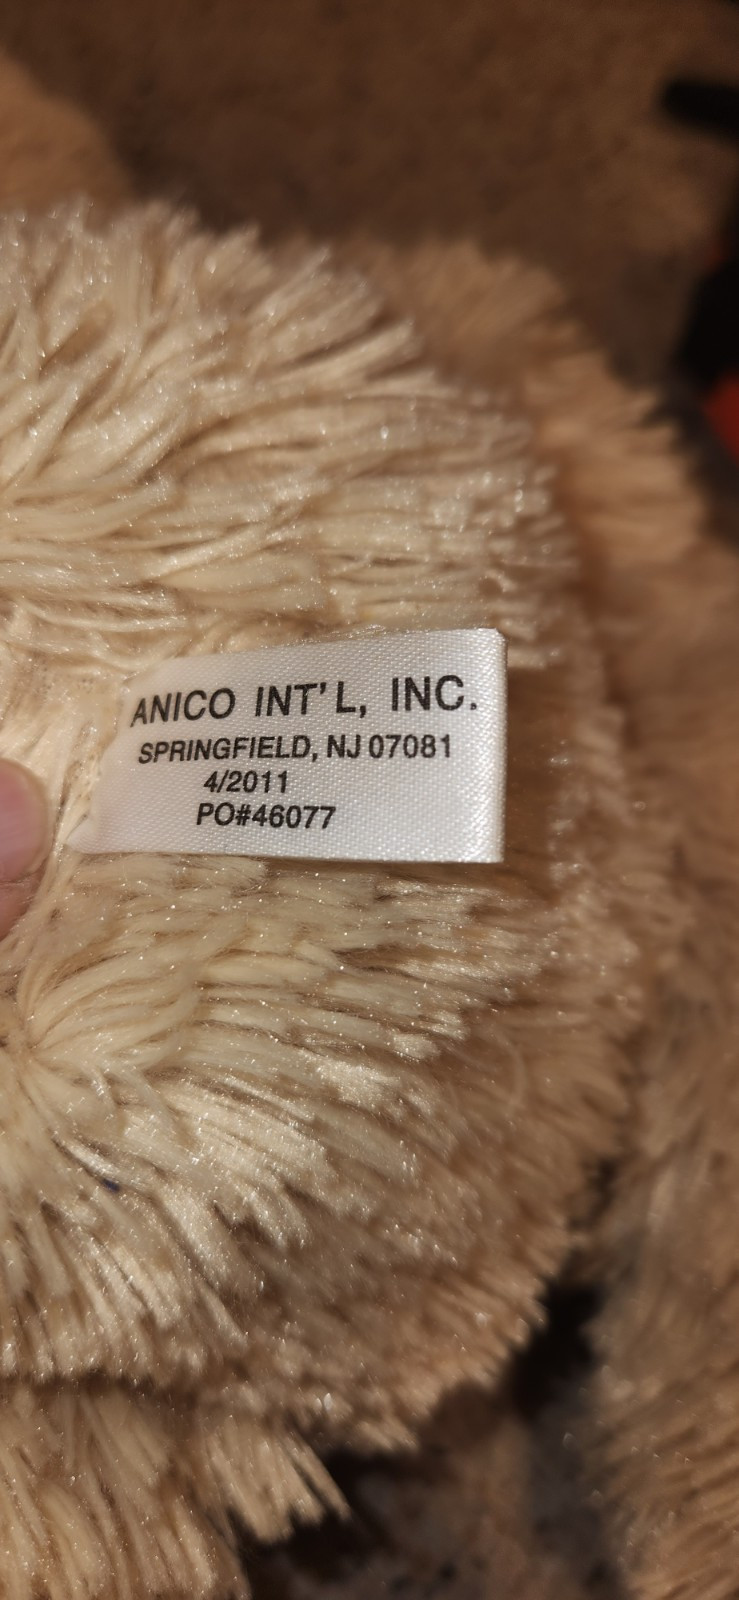 ANICO INT'L, INC.
SPRINGFIELD, NJ 07081
4/2011
PO#46077